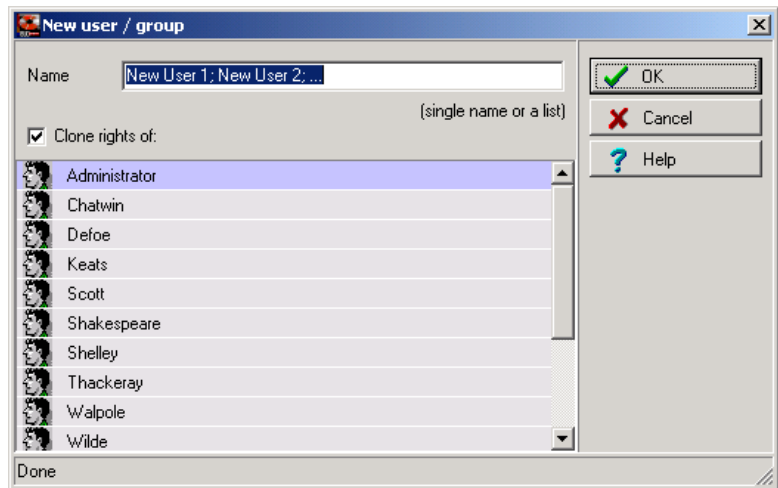 New user / group
Name New User 1; New User 2; ...
(single name or a list)
Clone rights of:
Administrator
Chatwin
Defoe
Keats
Scott
Shakespeare
Shelley
Thackeray
Walpole
Wilde
OK
Cancel
Help
Done